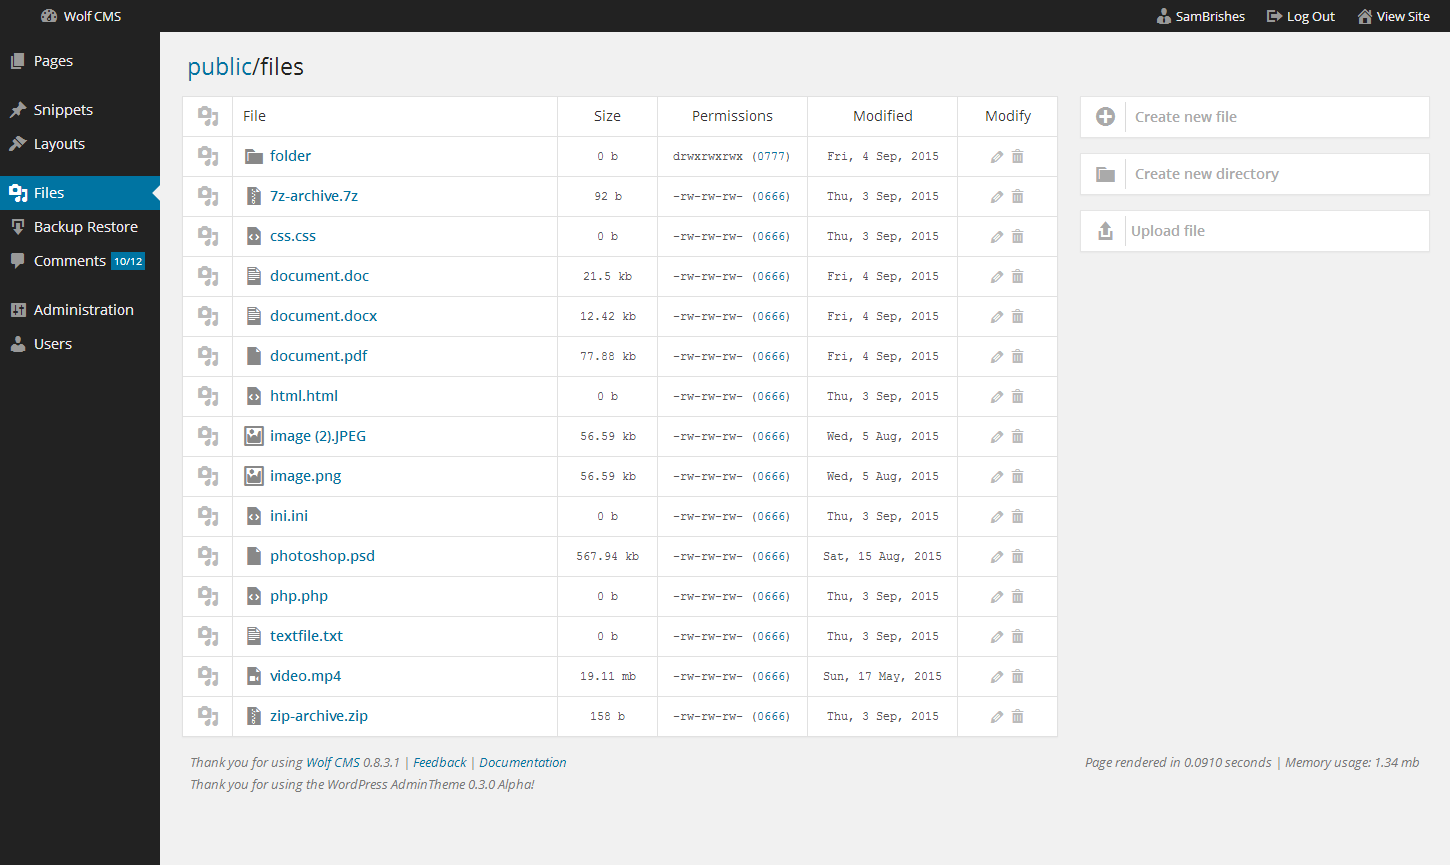 Wolf CMS
SamBrishes Log Out View Site
Pages
Snippets
Layouts
Files
Backup Restore
Comments 10/12
Administration
Users
public/files
File Size Permissions Modified Modify
folder 0 b drwxrwxrwx (0777) Fri, 4 Sep, 2015
7z-archive.7z 92 b -rw-rw-rw- (0666) Thu, 3 Sep, 2015
css.css 0 b -rw-rw-rw- (0666) Thu, 3 Sep, 2015
document.doc 21.5 kb -rw-rw-rw- (0666) Fri, 4 Sep, 2015
document.docx 12.42 kb -rw-rw-rw- (0666) Fri, 4 Sep, 2015
document.pdf 77.88 kb -rw-rw-rw- (0666) Fri, 4 Sep, 2015
html.html 0 b -rw-rw-rw- (0666) Thu, 3 Sep, 2015
image (2).JPEG 56.59 kb -rw-rw-rw- (0666) Wed, 5 Aug, 2015
image.png 56.59 kb -rw-rw-rw- (0666) Wed, 5 Aug, 2015
ini.ini 0 b -rw-rw-rw- (0666) Thu, 3 Sep, 2015
photoshop.psd 567.94 kb -rw-rw-rw- (0666) Sat, 15 Aug, 2015
php.php 0 b -rw-rw-rw- (0666) Thu, 3 Sep, 2015
textfile.txt 0 b -rw-rw-rw- (0666) Thu, 3 Sep, 2015
video.mp4 19.11 mb -rw-rw-rw- (0666) Sun, 17 May, 2015
zip-archive.zip 158 b -rw-rw-rw- (0666) Thu, 3 Sep, 2015
Create new file
Create new directory
Upload file
Thank you for using Wolf CMS 0.8.3.1 | Feedback | Documentation
Thank you for using the WordPress AdminTheme 0.3.0 Alpha!
Page rendered in 0.0910 seconds | Memory usage: 1.34 mb